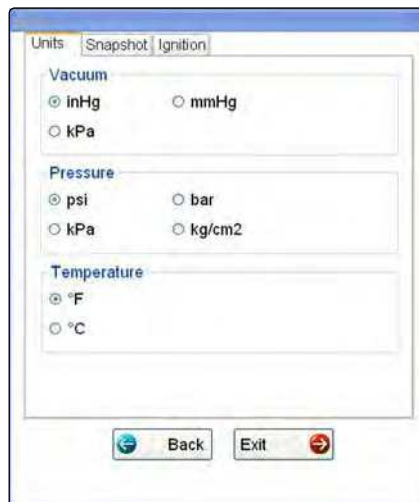 Units Snapshot Ignition
Vacuum
inHg mmHg
kPa
Pressure
psi bar
kPa kg/cm2
Temperature
°F
°C
Back Exit